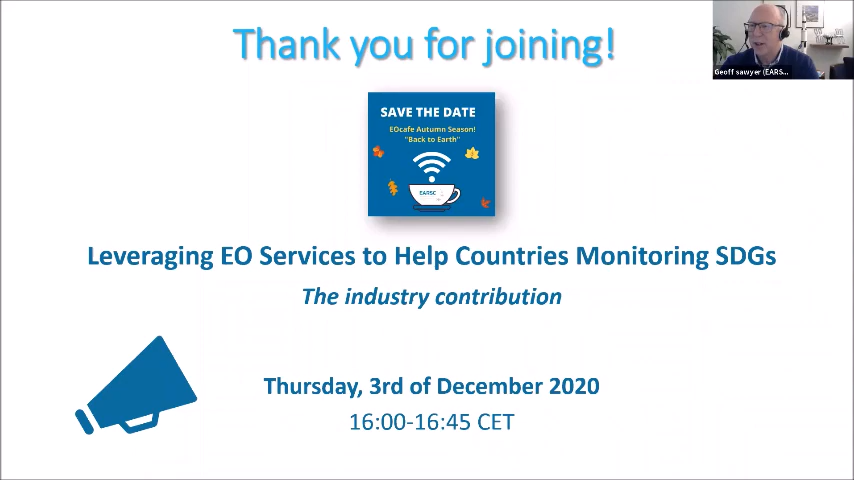 Thank you for joining!
Geoff sawyer (EARS...
SAVE THE DATE
EOcafe Autumn Season!
"Back to Earth"
EARSC
Leveraging EO Services to Help Countries Monitoring SDGs
The industry contribution
Thursday, 3rd of December 2020
16:00-16:45 CET